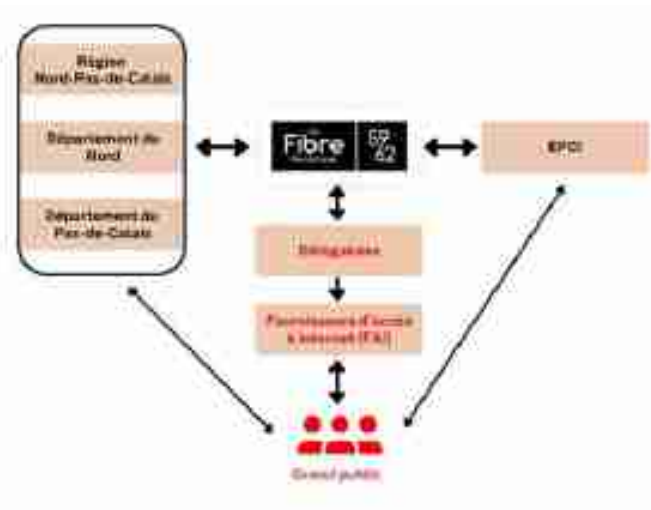 Région
Nord-Pas-de-Calais
Département du
Nord
Département du
Pas-de-Calais
Fibre
59
62
EPCI
Délégataire
Fournisseurs d'accès
à internet (FAI)
Grand public